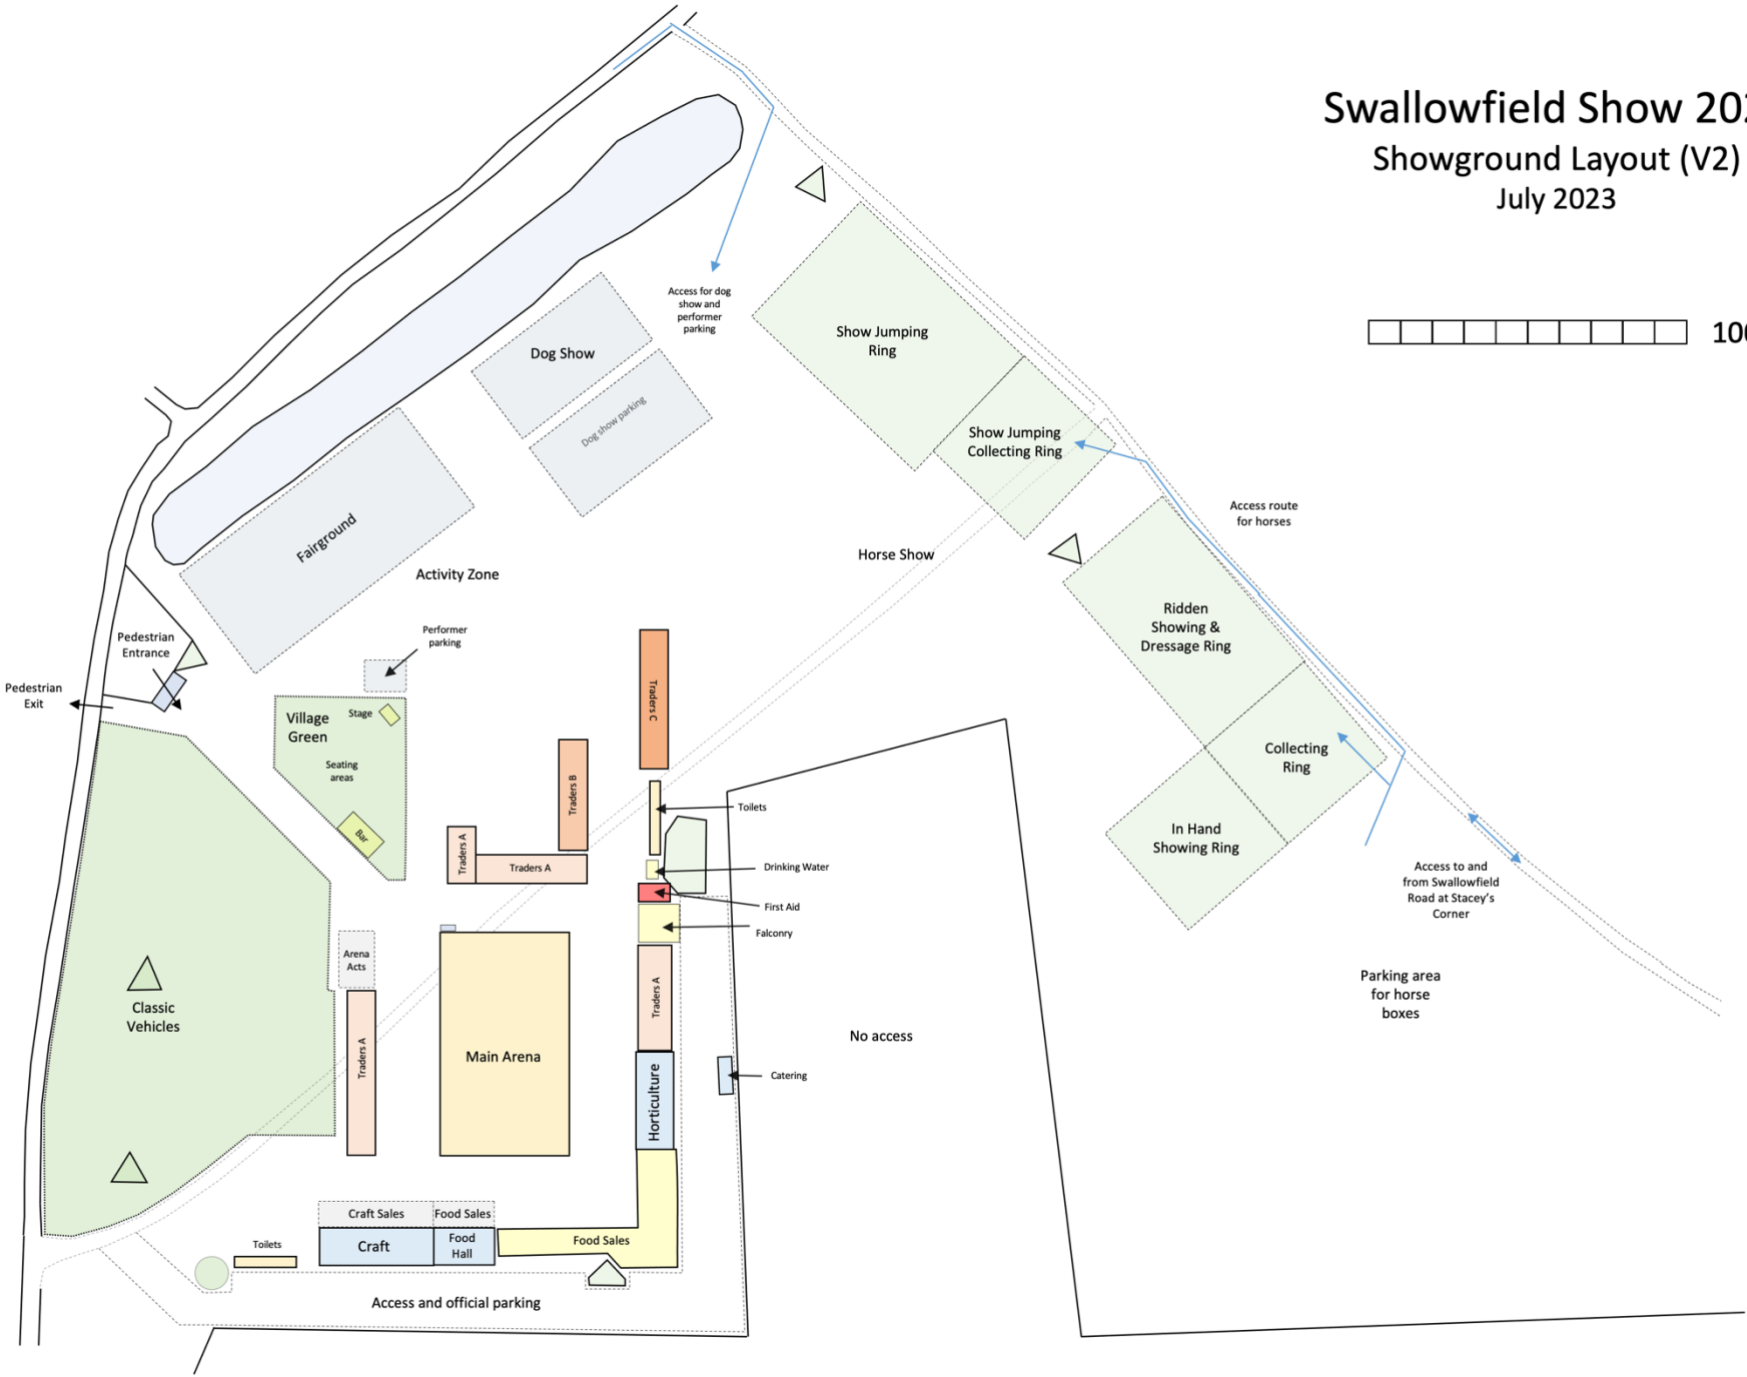 Swallowfield Show 202
Showground Layout (V2)
July 2023
100
Access for dog
show and
performer
parking
Show Jumping
Ring
Dog Show
Dog show parking
Show Jumping
Collecting Ring
Access route
for horses
Fairground
Horse Show
Activity Zone
Ridden
Showing &
Dressage Ring
Performer
parking
Pedestrian
Entrance
Pedestrian
Exit
Village
Green
Stage
Seating
areas
Bar
Traders C
Traders B
Traders A
Traders A
Toilets
Drinking Water
First Aid
Falconry
Collecting
Ring
In Hand
Showing Ring
Access to and
from Swallowfield
Road at Stacey's
Corner
Parking area
for horse
boxes
Arena
Acts
Classic
Vehicles
Traders A
Main Arena
Traders A
Horticulture
No access
Catering
Craft Sales
Food Sales
Craft
Food
Hall
Food Sales
Toilets
Access and official parking